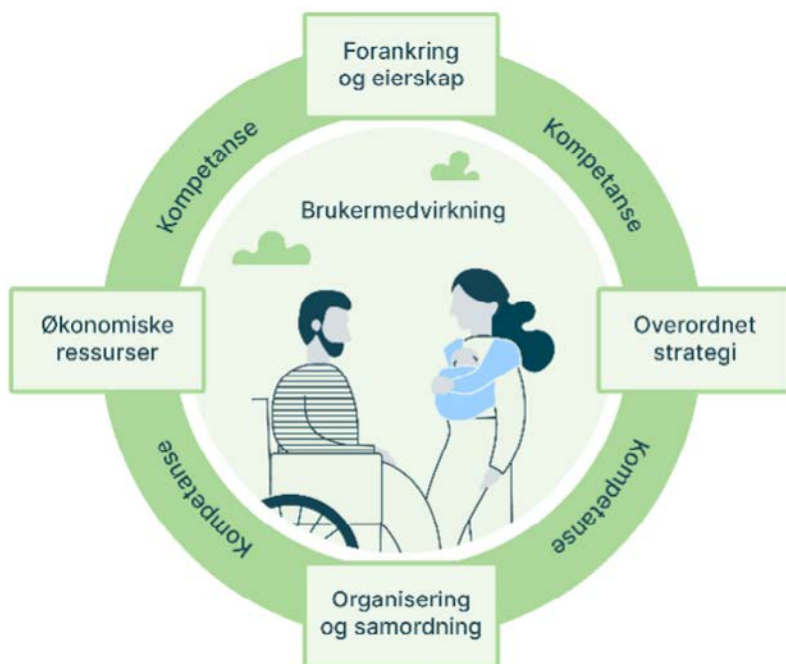 Forankring
og eierskap
Kompetanse
Kompetanse
Brukermedvirkning
Økonomiske
ressurser
Overordnet
strategi
Kompetanse
Kompetanse
Organisering
og samordning